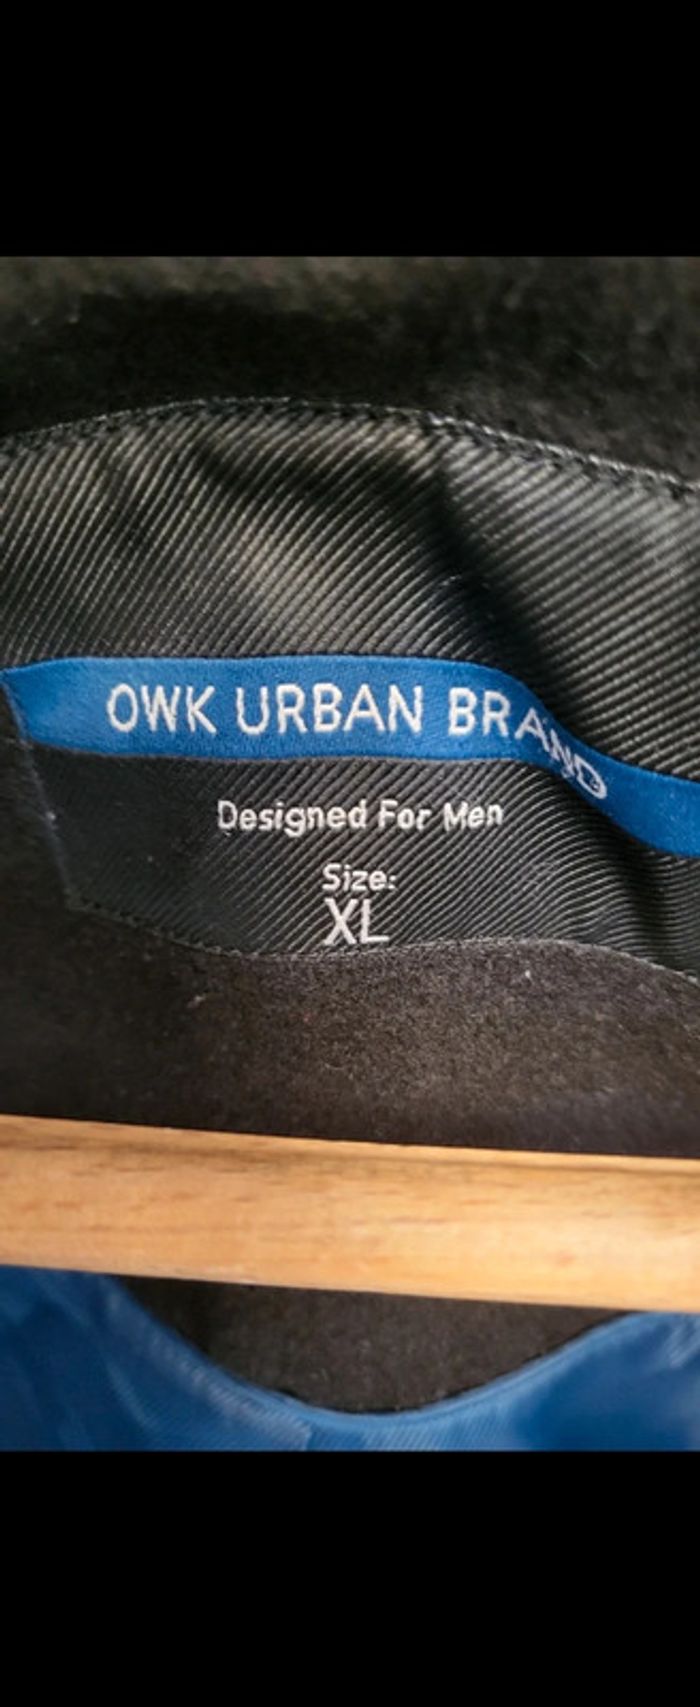 OWK URBAN BRAND
Designed For Men
Size:
XL